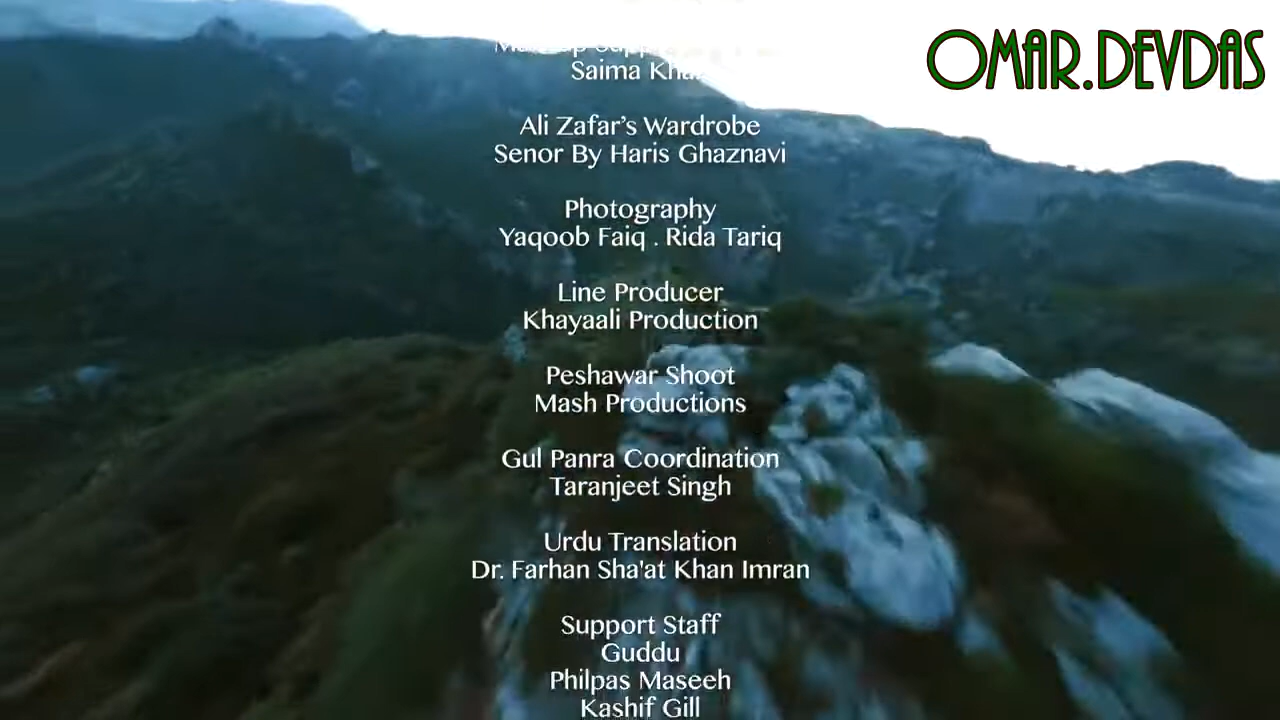 OMAR.DEVDAS
Saima Khan
Ali Zafar's Wardrobe
Senor By Haris Ghaznavi
Photography
Yaqoob Faiq . Rida Tariq
Line Producer
Khayaali Production
Peshawar Shoot
Mash Productions
Gul Panra Coordination
Taranjeet Singh
Urdu Translation
Dr. Farhan Sha'at Khan Imran
Support Staff
Guddu
Philpas Maseeh
Kashif Gill